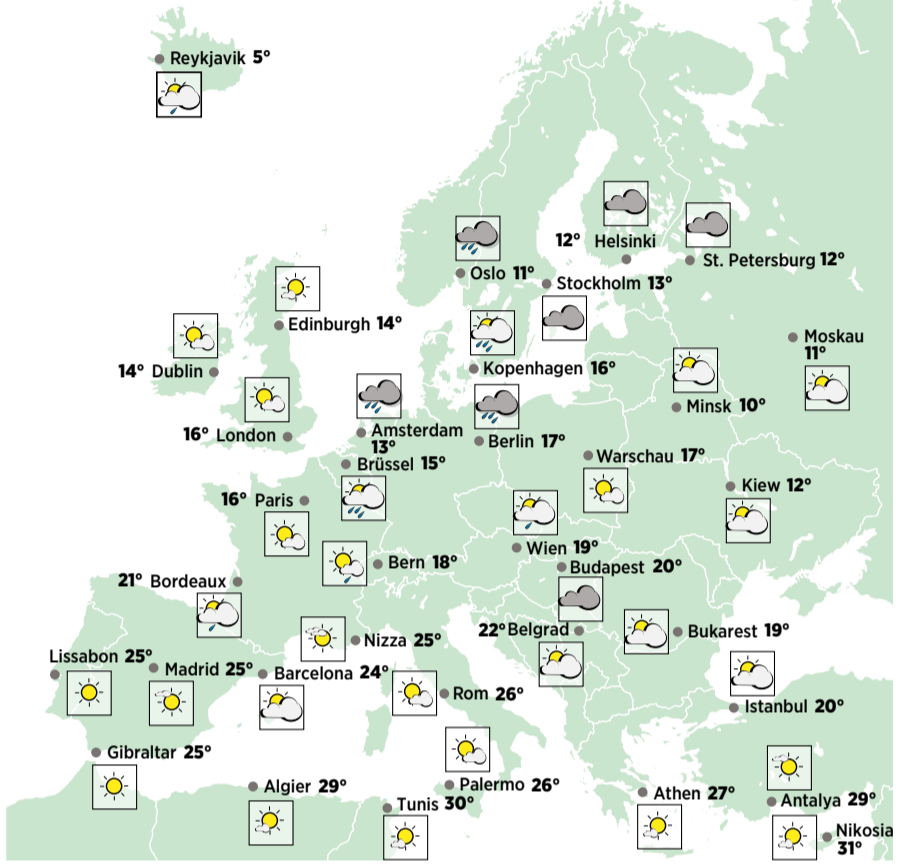 Reykjavik 5°
12° Helsinki
Oslo 11°
St. Petersburg 12°
Stockholm 13°
Edinburgh 14°
Moskau
11°
14° Dublin
Kopenhagen 16°
Minsk 10°
16° London
Amsterdam
13°
Berlin 17°
Brüssel 15°
Warschau 17°
Kiew 12°
16° Paris
Wien 19°
Bern 18°
Budapest 20°
21° Bordeaux
22° Belgrad
Bukarest 19°
Nizza 25°
Lissabon 25°
Madrid 25°
Barcelona 24°
Rom 26°
Istanbul 20°
Gibraltar 25°
Algier 29°
Palermo 26°
Tunis 30°
Athen 27°
Antalya 29°
Nikosia
31°